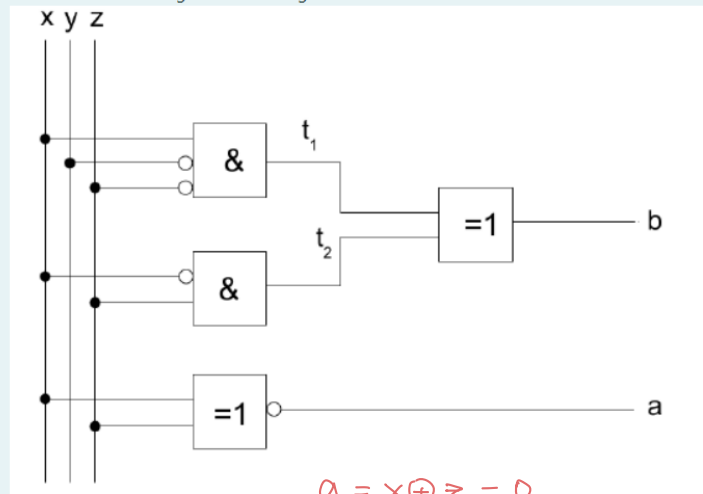 x y z
&
t₁
=1
b
t₂
&
=1
a
a = x ⊕ z =